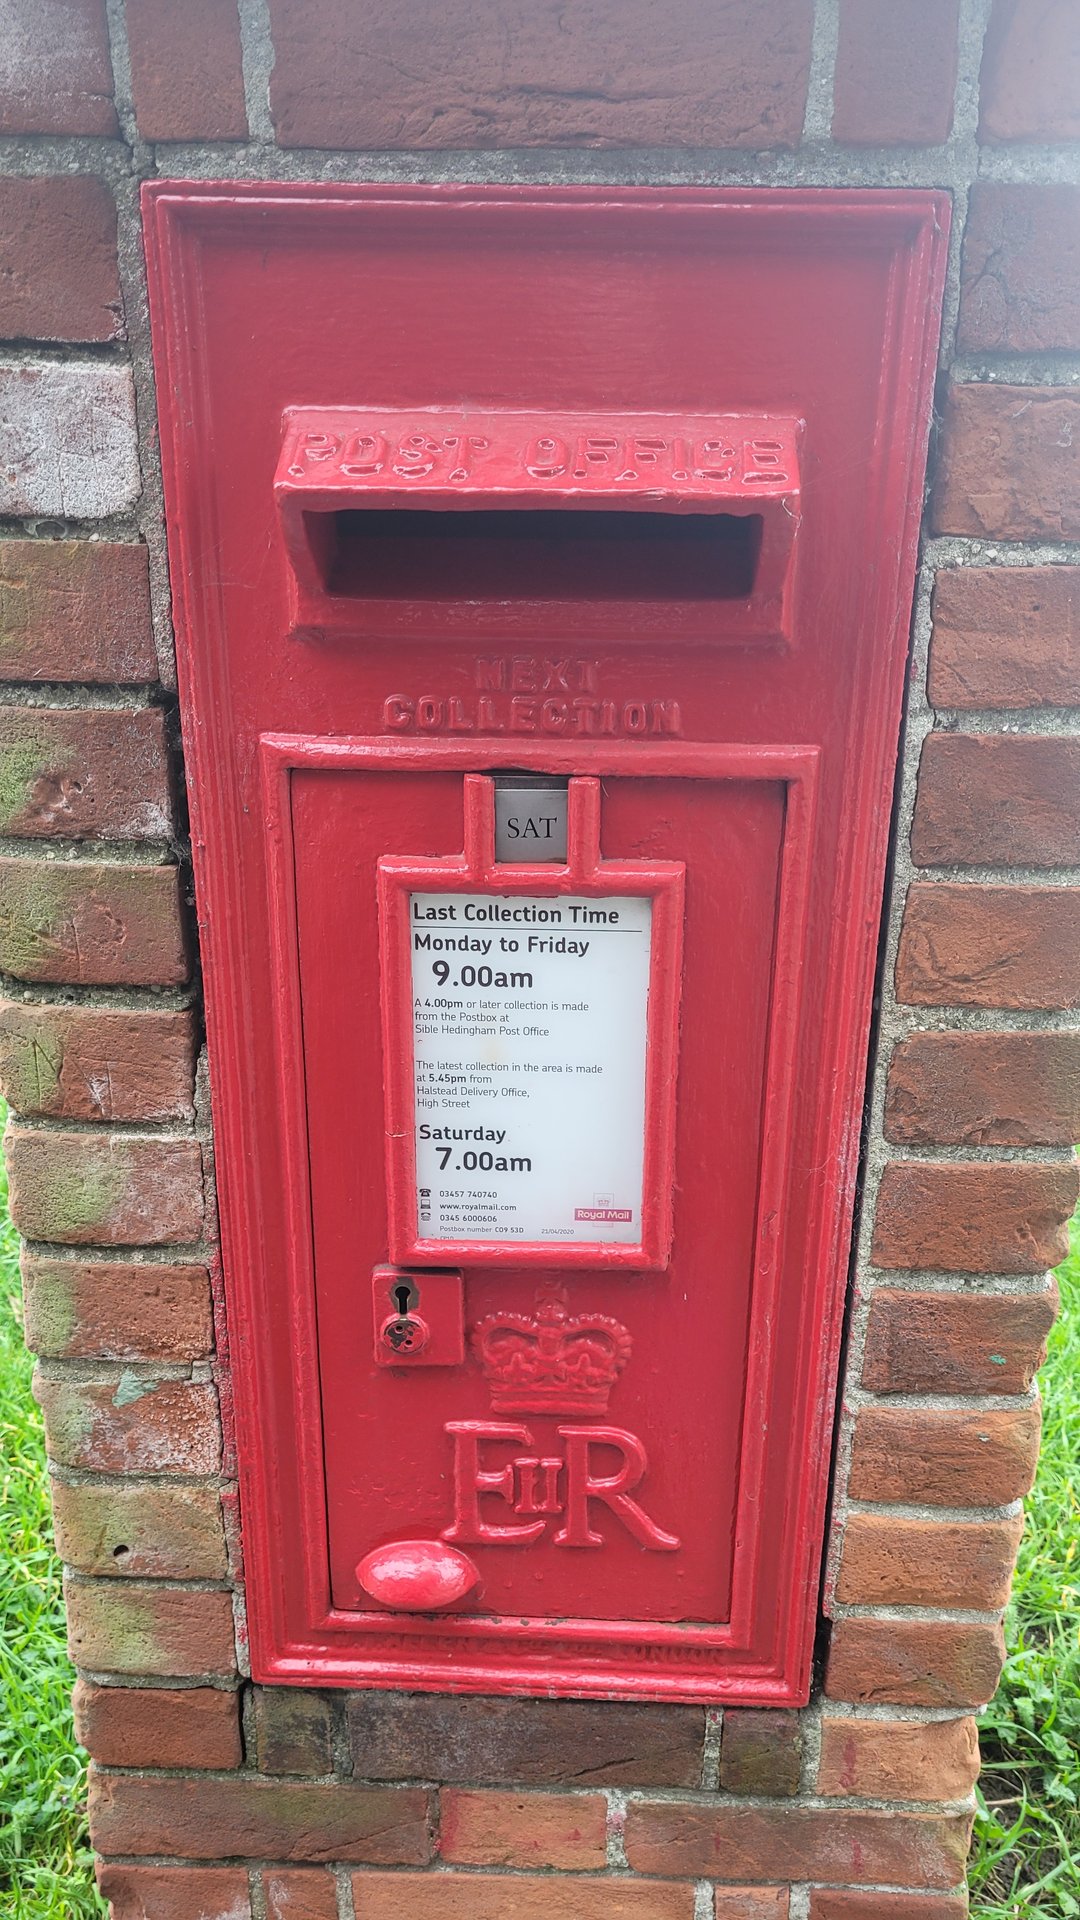 POST OFFICE
NEXT
COLLECTION
SAT
Last Collection Time
Monday to Friday
9.00am
A 4.00pm or later collection is made
from the Postbox at
Sible Hedingham Post Office
The latest collection in the area is made
at 5.45pm from
Halstead Delivery Office,
High Street
Saturday
7.00am
03457 740740
www.royalmail.com
0345 6000606
Royal Mail
Postbox number CO9 53D 21/04/2020
EIIR
LONDON